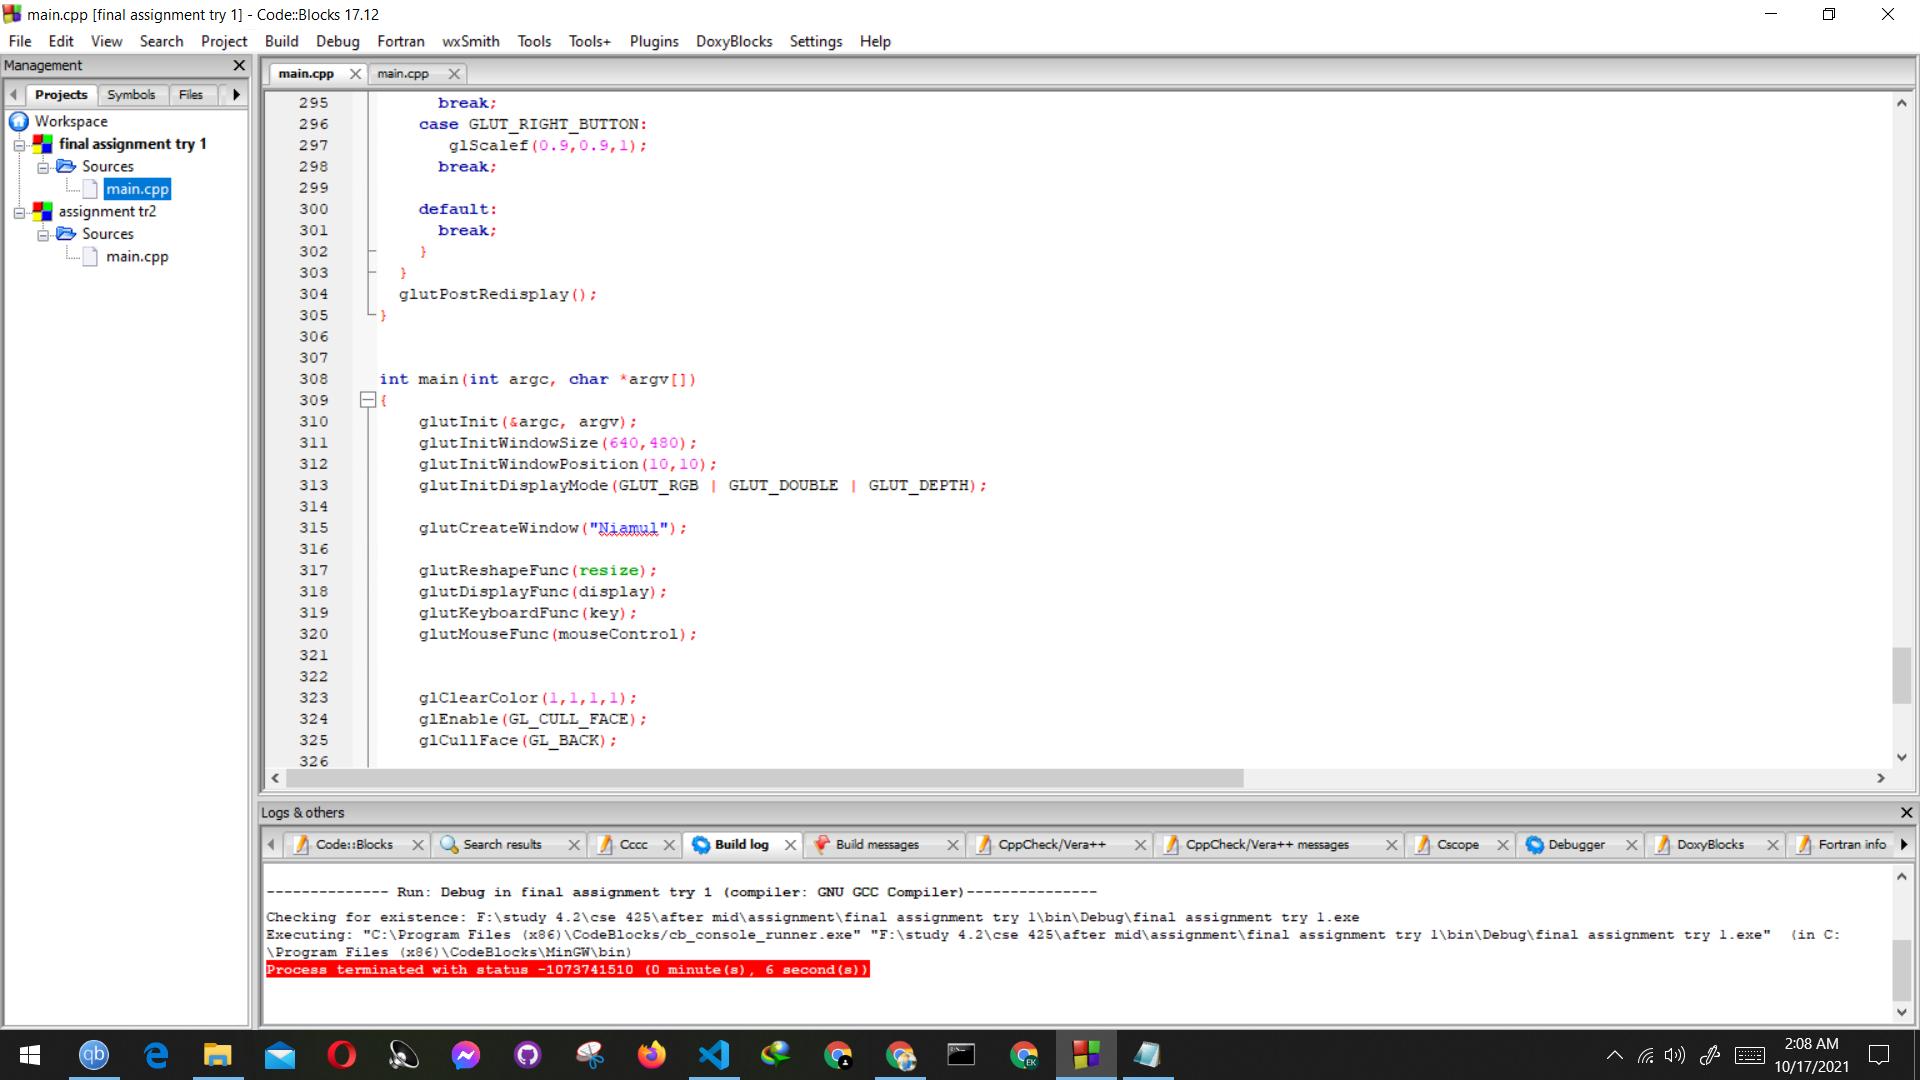 main.cpp [final assignment try 1] - Code::Blocks 17.12
File Edit View Search Project Build Debug Fortran wxSmith Tools Tools+ Plugins DoxyBlocks Settings Help
Management
Projects Symbols Files
Workspace
final assignment try 1
Sources
main.cpp
assignment tr2
Sources
main.cpp
main.cpp main.cpp
295 break;
296 case GLUT_RIGHT_BUTTON:
297 glScalef(0.9,0.9,1);
298 break;
299
300 default:
301 break;
302 }
303 }
304 glutPostRedisplay();
305 }
306
307
308 int main(int argc, char *argv[])
309 {
310 glutInit(&argc, argv);
311 glutInitWindowSize(640,480);
312 glutInitWindowPosition(10,10);
313 glutInitDisplayMode(GLUT_RGB | GLUT_DOUBLE | GLUT_DEPTH);
314
315 glutCreateWindow("Niamul");
316
317 glutReshapeFunc(resize);
318 glutDisplayFunc(display);
319 glutKeyboardFunc(key);
320 glutMouseFunc(mouseControl);
321
322
323 glClearColor(1,1,1,1);
324 glEnable(GL_CULL_FACE);
325 glCullFace(GL_BACK);
326
Logs & others
Code::Blocks Search results Cccc Build log Build messages CppCheck/Vera++ CppCheck/Vera++ messages Cscope Debugger DoxyBlocks Fortran info
-------------- Run: Debug in final assignment try 1 (compiler: GNU GCC Compiler)---------------
Checking for existence: F:\study 4.2\cse 425\after mid\assignment\final assignment try 1\bin\Debug\final assignment try 1.exe
Executing: "C:\Program Files (x86)\CodeBlocks/cb_console_runner.exe" "F:\study 4.2\cse 425\after mid\assignment\final assignment try 1\bin\Debug\final assignment try 1.exe"  (in C:
\Program Files (x86)\CodeBlocks\MinGW\bin)
Process terminated with status -1073741510 (0 minute(s), 6 second(s))
qb
EK
2:08 AM
10/17/2021